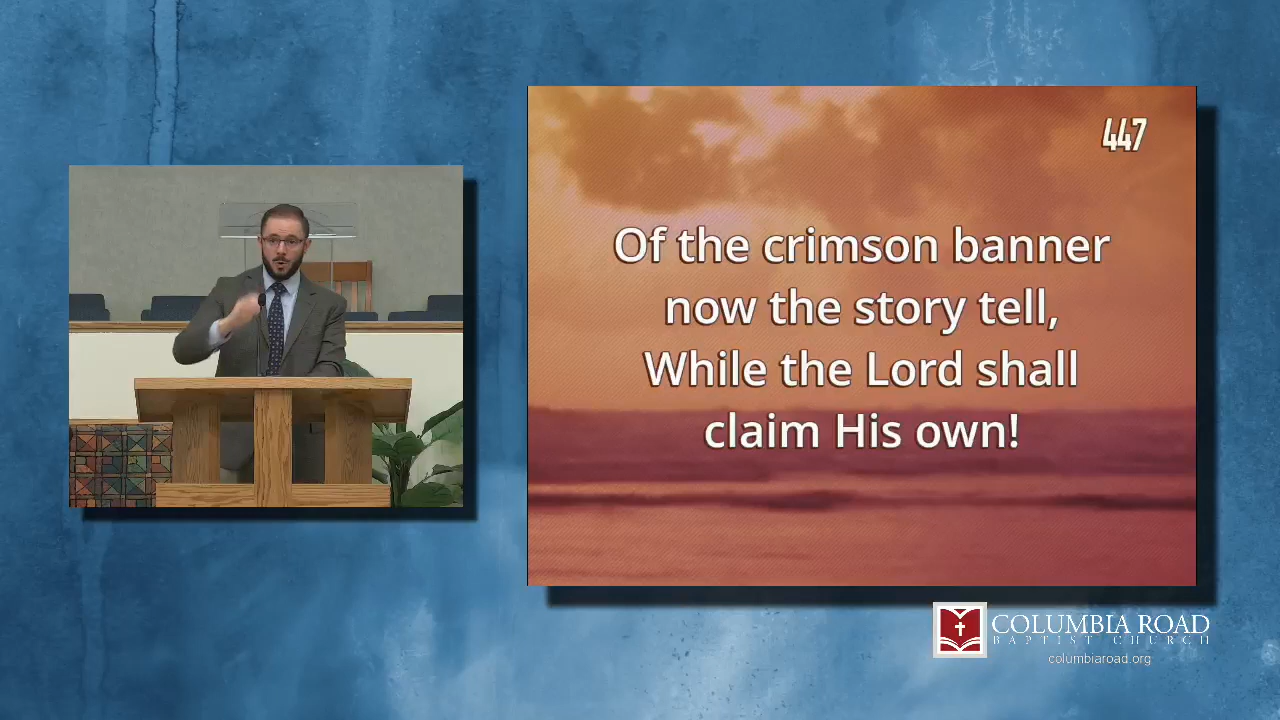 447
Of the crimson banner
now the story tell,
While the Lord shall
claim His own!
COLUMBIA ROAD
BAPTIST CHURCH
columbiaroad.org